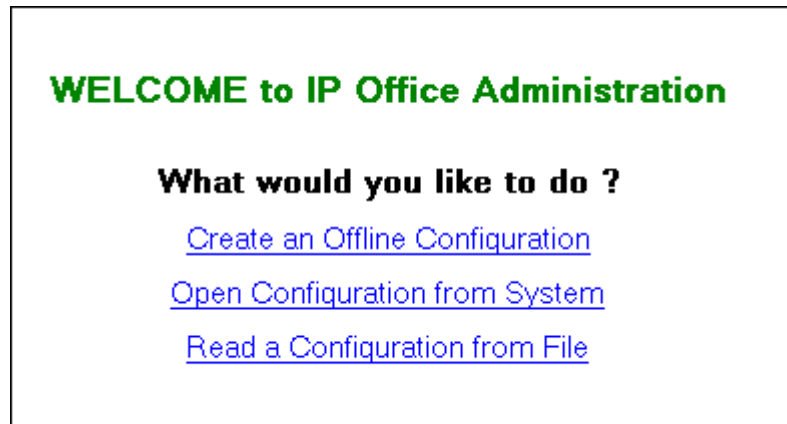 WELCOME to IP Office Administration
What would you like to do ?
Create an Offline Configuration
Open Configuration from System
Read a Configuration from File